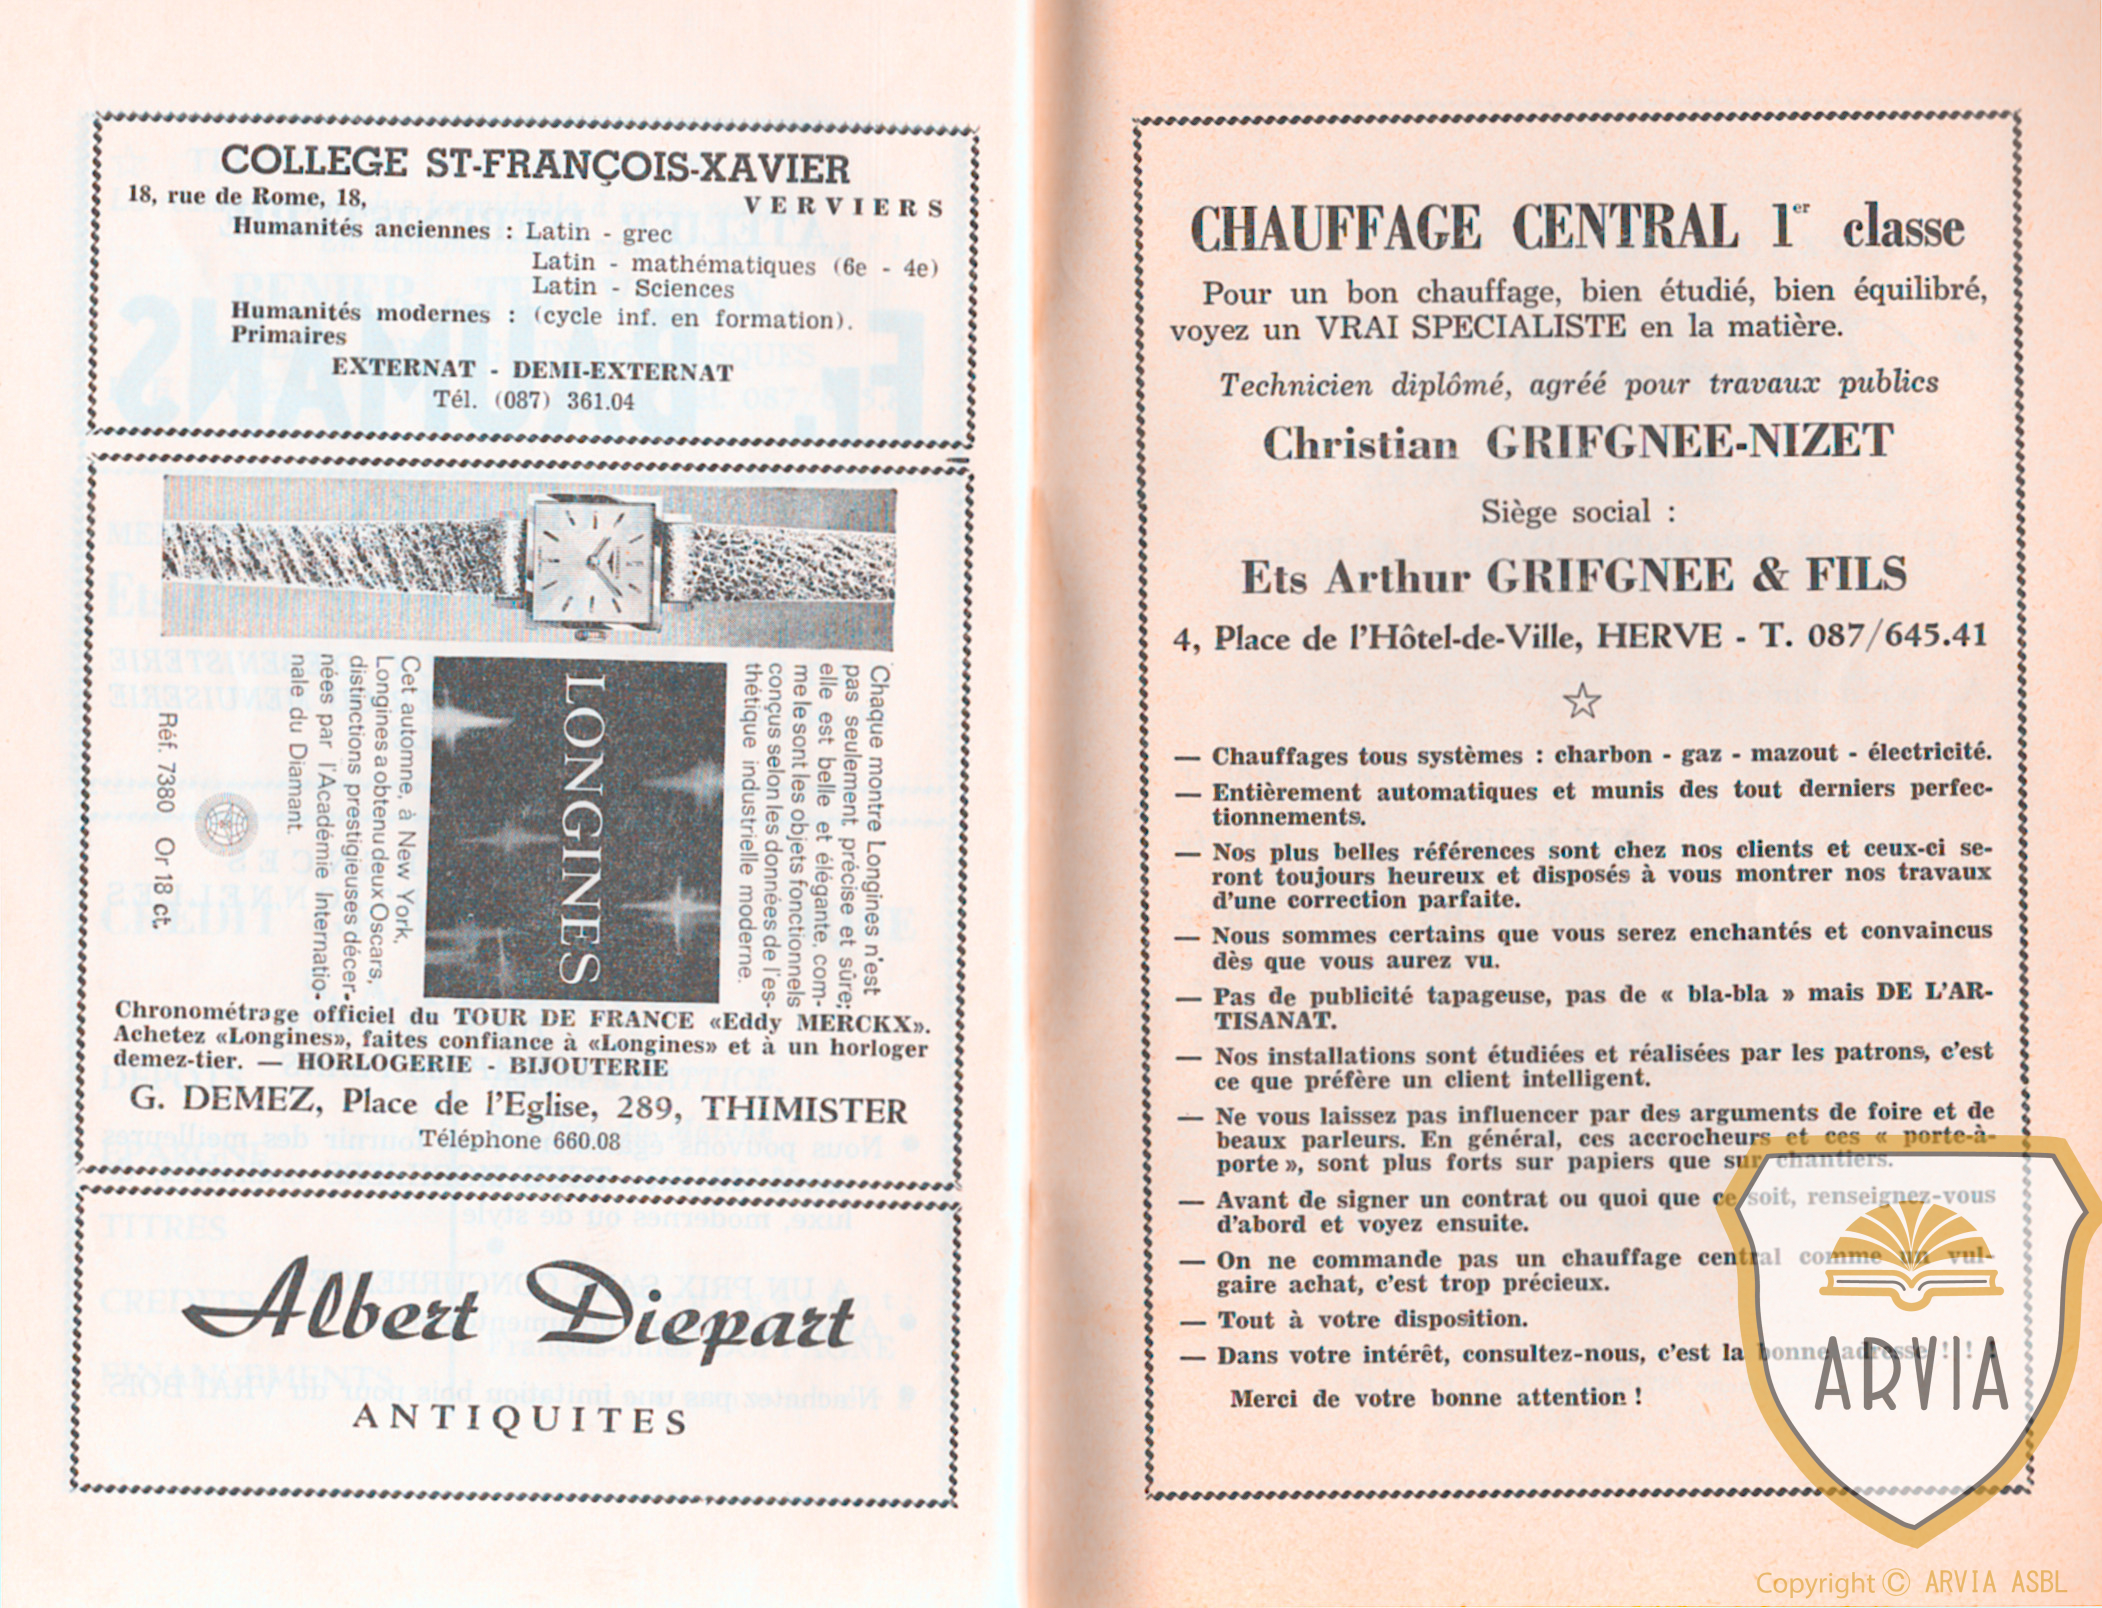 COLLEGE ST-FRANÇOIS-XAVIER
18, rue de Rome, 18,
VERVIERS
Humanités anciennes : Latin - grec
Latin - mathématiques (6e - 4e)
Latin - Sciences
Humanités modernes : (cycle inf. en formation).
Primaires
EXTERNAT - DEMI-EXTERNAT
Tél. (087) 361.04
Chaque montre Longines n'est
pas seulement précise et sûre;
elle est belle et élégante, com-
me le sont les objets fonctionnels
conçus selon les données de l'es-
thétique industrielle moderne.
LONGINES
Cet automne, à New York,
Longines a obtenu deux Oscars,
distinctions prestigieuses décer-
nées par l'Académie Internatio-
nale du Diamant.
Réf. 7380 Or 18 ct.
Chronométrage officiel du TOUR DE FRANCE «Eddy MERCKX».
Achetez «Longines», faites confiance à «Longines» et à un horloger
demez-tier. — HORLOGERIE - BIJOUTERIE
G. DEMEZ, Place de l'Eglise, 289, THIMISTER
Téléphone 660.08
Albert Diepart
ANTIQUITES
CHAUFFAGE CENTRAL 1er classe
Pour un bon chauffage, bien étudié, bien équilibré,
voyez un VRAI SPECIALISTE en la matière.
Technicien diplômé, agréé pour travaux publics
Christian GRIFGNEE-NIZET
Siège social :
Ets Arthur GRIFGNEE & FILS
4, Place de l'Hôtel-de-Ville, HERVE - T. 087/645.41
— Chauffages tous systèmes : charbon - gaz - mazout - électricité.
— Entièrement automatiques et munis des tout derniers perfec-
tionnements.
— Nos plus belles références sont chez nos clients et ceux-ci se-
ront toujours heureux et disposés à vous montrer nos travaux
d'une correction parfaite.
— Nous sommes certains que vous serez enchantés et convaincus
dès que vous aurez vu.
— Pas de publicité tapageuse, pas de « bla-bla » mais DE L'AR-
TISANAT.
— Nos installations sont étudiées et réalisées par les patrons, c'est
ce que préfère un client intelligent.
— Ne vous laissez pas influencer par des arguments de foire et de
beaux parleurs. En général, ces accrocheurs et ces « porte-à-
porte », sont plus forts sur papiers que sur chantiers.
— Avant de signer un contrat ou quoi que ce soit, renseignez-vous
d'abord et voyez ensuite.
— On ne commande pas un chauffage central comme un vul-
gaire achat, c'est trop précieux.
— Tout à votre disposition.
— Dans votre intérêt, consultez-nous, c'est la bonne adresse ! ! !
Merci de votre bonne attention !
ARVIA
Copyright © ARVIA ASBL